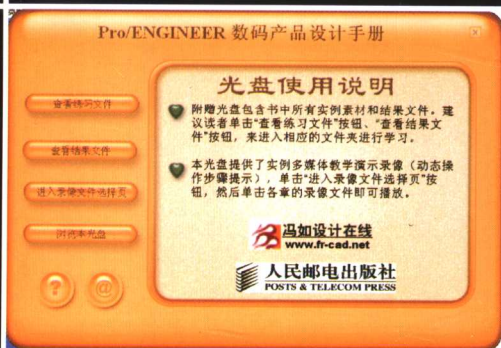 Pro/ENGINEER 数码产品设计手册
光盘使用说明
附赠光盘包含书中所有实例素材和结果文件。建
议读者单击“查看练习文件”按钮、“查看结果文
件”按钮，来进入相应的文件夹进行学习。
本光盘提供了实例多媒体教学演示录像（动态操
作步骤提示），单击“进入录像文件选择页”按
钮，然后单击各章的录像文件即可播放。
查看练习文件
查看结果文件
进入录像文件选择页
浏览本光盘
? @
冯如设计在线
www.fr-cad.net
人民邮电出版社
POSTS & TELECOM PRESS